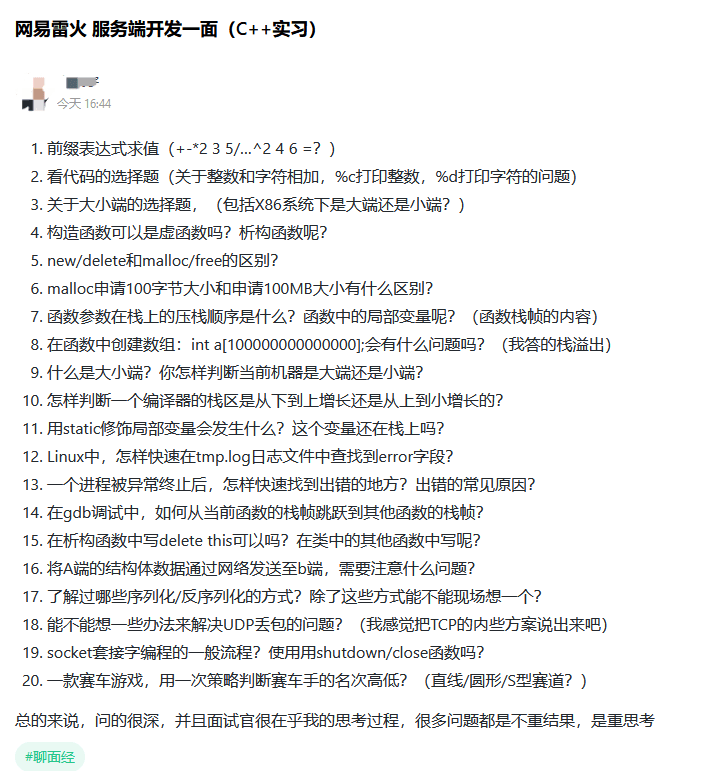 网易雷火 服务端开发一面（C++实习）
今天 16:44
1. 前缀表达式求值（+-*2 3 5/...^2 4 6 =？）
2. 看代码的选择题（关于整数和字符相加，%c打印整数，%d打印字符的问题）
3. 关于大小端的选择题，（包括X86系统下是大端还是小端？）
4. 构造函数可以是虚函数吗？析构函数呢？
5. new/delete和malloc/free的区别？
6. malloc申请100字节大小和申请100MB大小有什么区别？
7. 函数参数在栈上的压栈顺序是什么？函数中的局部变量呢？（函数栈帧的内容）
8. 在函数中创建数组：int a[100000000000000];会有什么问题吗？（我答的栈溢出）
9. 什么是大小端？你怎样判断当前机器是大端还是小端？
10. 怎样判断一个编译器的栈区是从下到上增长还是从上到小增长的？
11. 用static修饰局部变量会发生什么？这个变量还在栈上吗？
12. Linux中，怎样快速在tmp.log日志文件中查找到error字段？
13. 一个进程被异常终止后，怎样快速找到出错的地方？出错的常见原因？
14. 在gdb调试中，如何从当前函数的栈帧跳跃到其他函数的栈帧？
15. 在析构函数中写delete this可以吗？在类中的其他函数中写呢？
16. 将A端的结构体数据通过网络发送至b端，需要注意什么问题？
17. 了解过哪些序列化/反序列化的方式？除了这些方式能不能现场想一个？
18. 能不能想一些办法来解决UDP丢包的问题？（我感觉把TCP的内些方案说出来吧）
19. socket套接字编程的一般流程？使用用shutdown/close函数吗？
20. 一款赛车游戏，用一次策略判断赛车手的名次高低？（直线/圆形/S型赛道？）
总的来说，问的很深，并且面试官很在乎我的思考过程，很多问题都是不重结果，是重思考
#聊面经